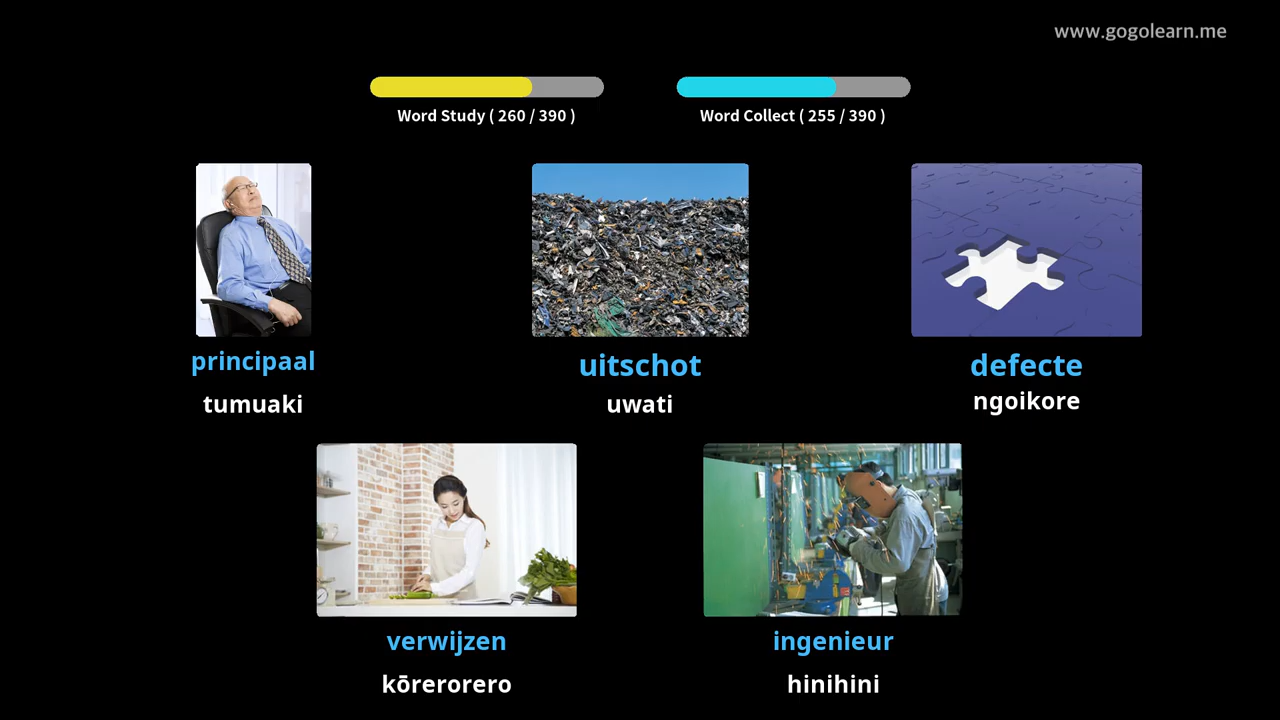 www.gogolearn.me
Word Study ( 260 / 390 )
Word Collect ( 255 / 390 )
principaal
tumuaki
uitschot
uwati
defecte
ngoikore
verwijzen
kōrerorero
ingenieur
hinihini